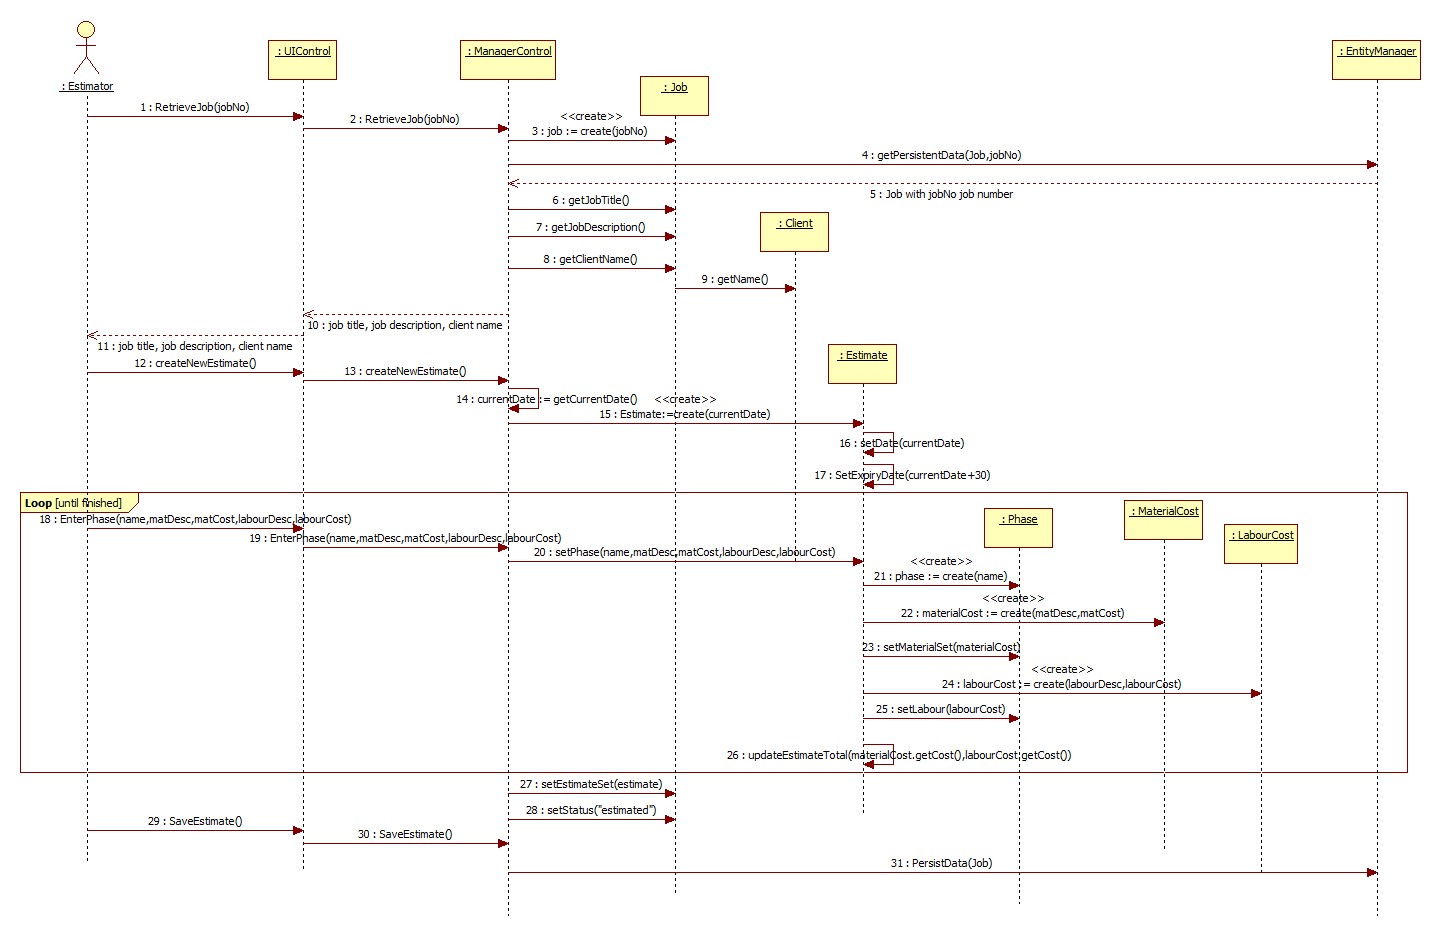 : Estimator
: UIControl
: ManagerControl
: Job
: EntityManager
1 : RetrieveJob(jobNo)
2 : RetrieveJob(jobNo)
<<create>>
3 : job := create(jobNo)
4 : getPersistentData(Job,jobNo)
5 : Job with jobNo job number
6 : getJobTitle()
: Client
7 : getJobDescription()
8 : getClientName()
9 : getName()
10 : job title, job description, client name
11 : job title, job description, client name
12 : createNewEstimate()
: Estimate
13 : createNewEstimate()
14 : currentDate := getCurrentDate()
<<create>>
15 : Estimate:=create(currentDate)
16 : setDate(currentDate)
17 : SetExpiryDate(currentDate+30)
Loop [until finished]
: Phase
: MaterialCost
: LabourCost
18 : EnterPhase(name,matDesc,matCost,labourDesc,labourCost)
19 : EnterPhase(name,matDesc,matCost,labourDesc,labourCost)
20 : setPhase(name,matDesc,matCost,labourDesc,labourCost)
<<create>>
21 : phase := create(name)
<<create>>
22 : materialCost := create(matDesc,matCost)
23 : setMaterialSet(materialCost)
<<create>>
24 : labourCost := create(labourDesc,labourCost)
25 : setLabour(labourCost)
26 : updateEstimateTotal(materialCost.getCost(),labourCost.getCost())
27 : setEstimateSet(estimate)
28 : setStatus("estimated")
29 : SaveEstimate()
30 : SaveEstimate()
31 : PersistData(Job)